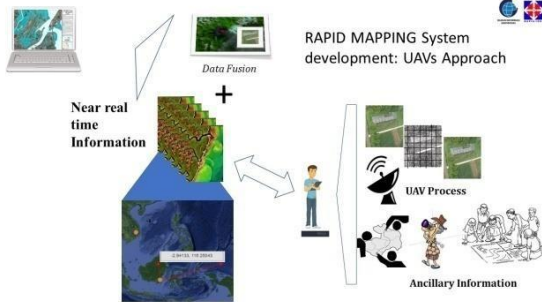 RAPID MAPPING System
development: UAVs Approach
Data Fusion
Near real
time
Information
UAV Process
Ancillary Information